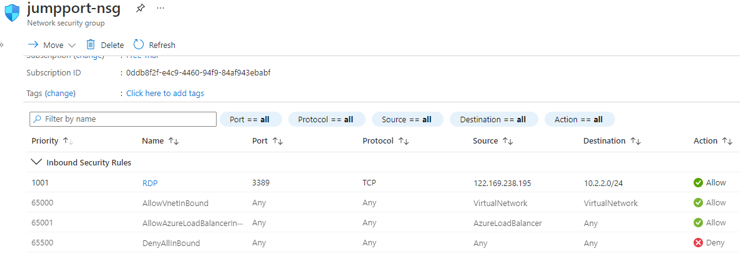 jumpport-nsg
Network security group
Move Delete Refresh
Subscription (change) : Free Trial
Subscription ID : 0ddb8f2f-e4c9-4460-94f9-84af943ebabf
Tags (change) : Click here to add tags
Filter by name Port == all Protocol == all Source == all Destination == all Action == all
Priority Name Port Protocol Source Destination Action
Inbound Security Rules
1001 RDP 3389 TCP 122.169.238.195 10.2.2.0/24 Allow
65000 AllowVnetInBound Any Any VirtualNetwork VirtualNetwork Allow
65001 AllowAzureLoadBalancerIn··· Any Any AzureLoadBalancer Any Allow
65500 DenyAllInBound Any Any Any Any Deny